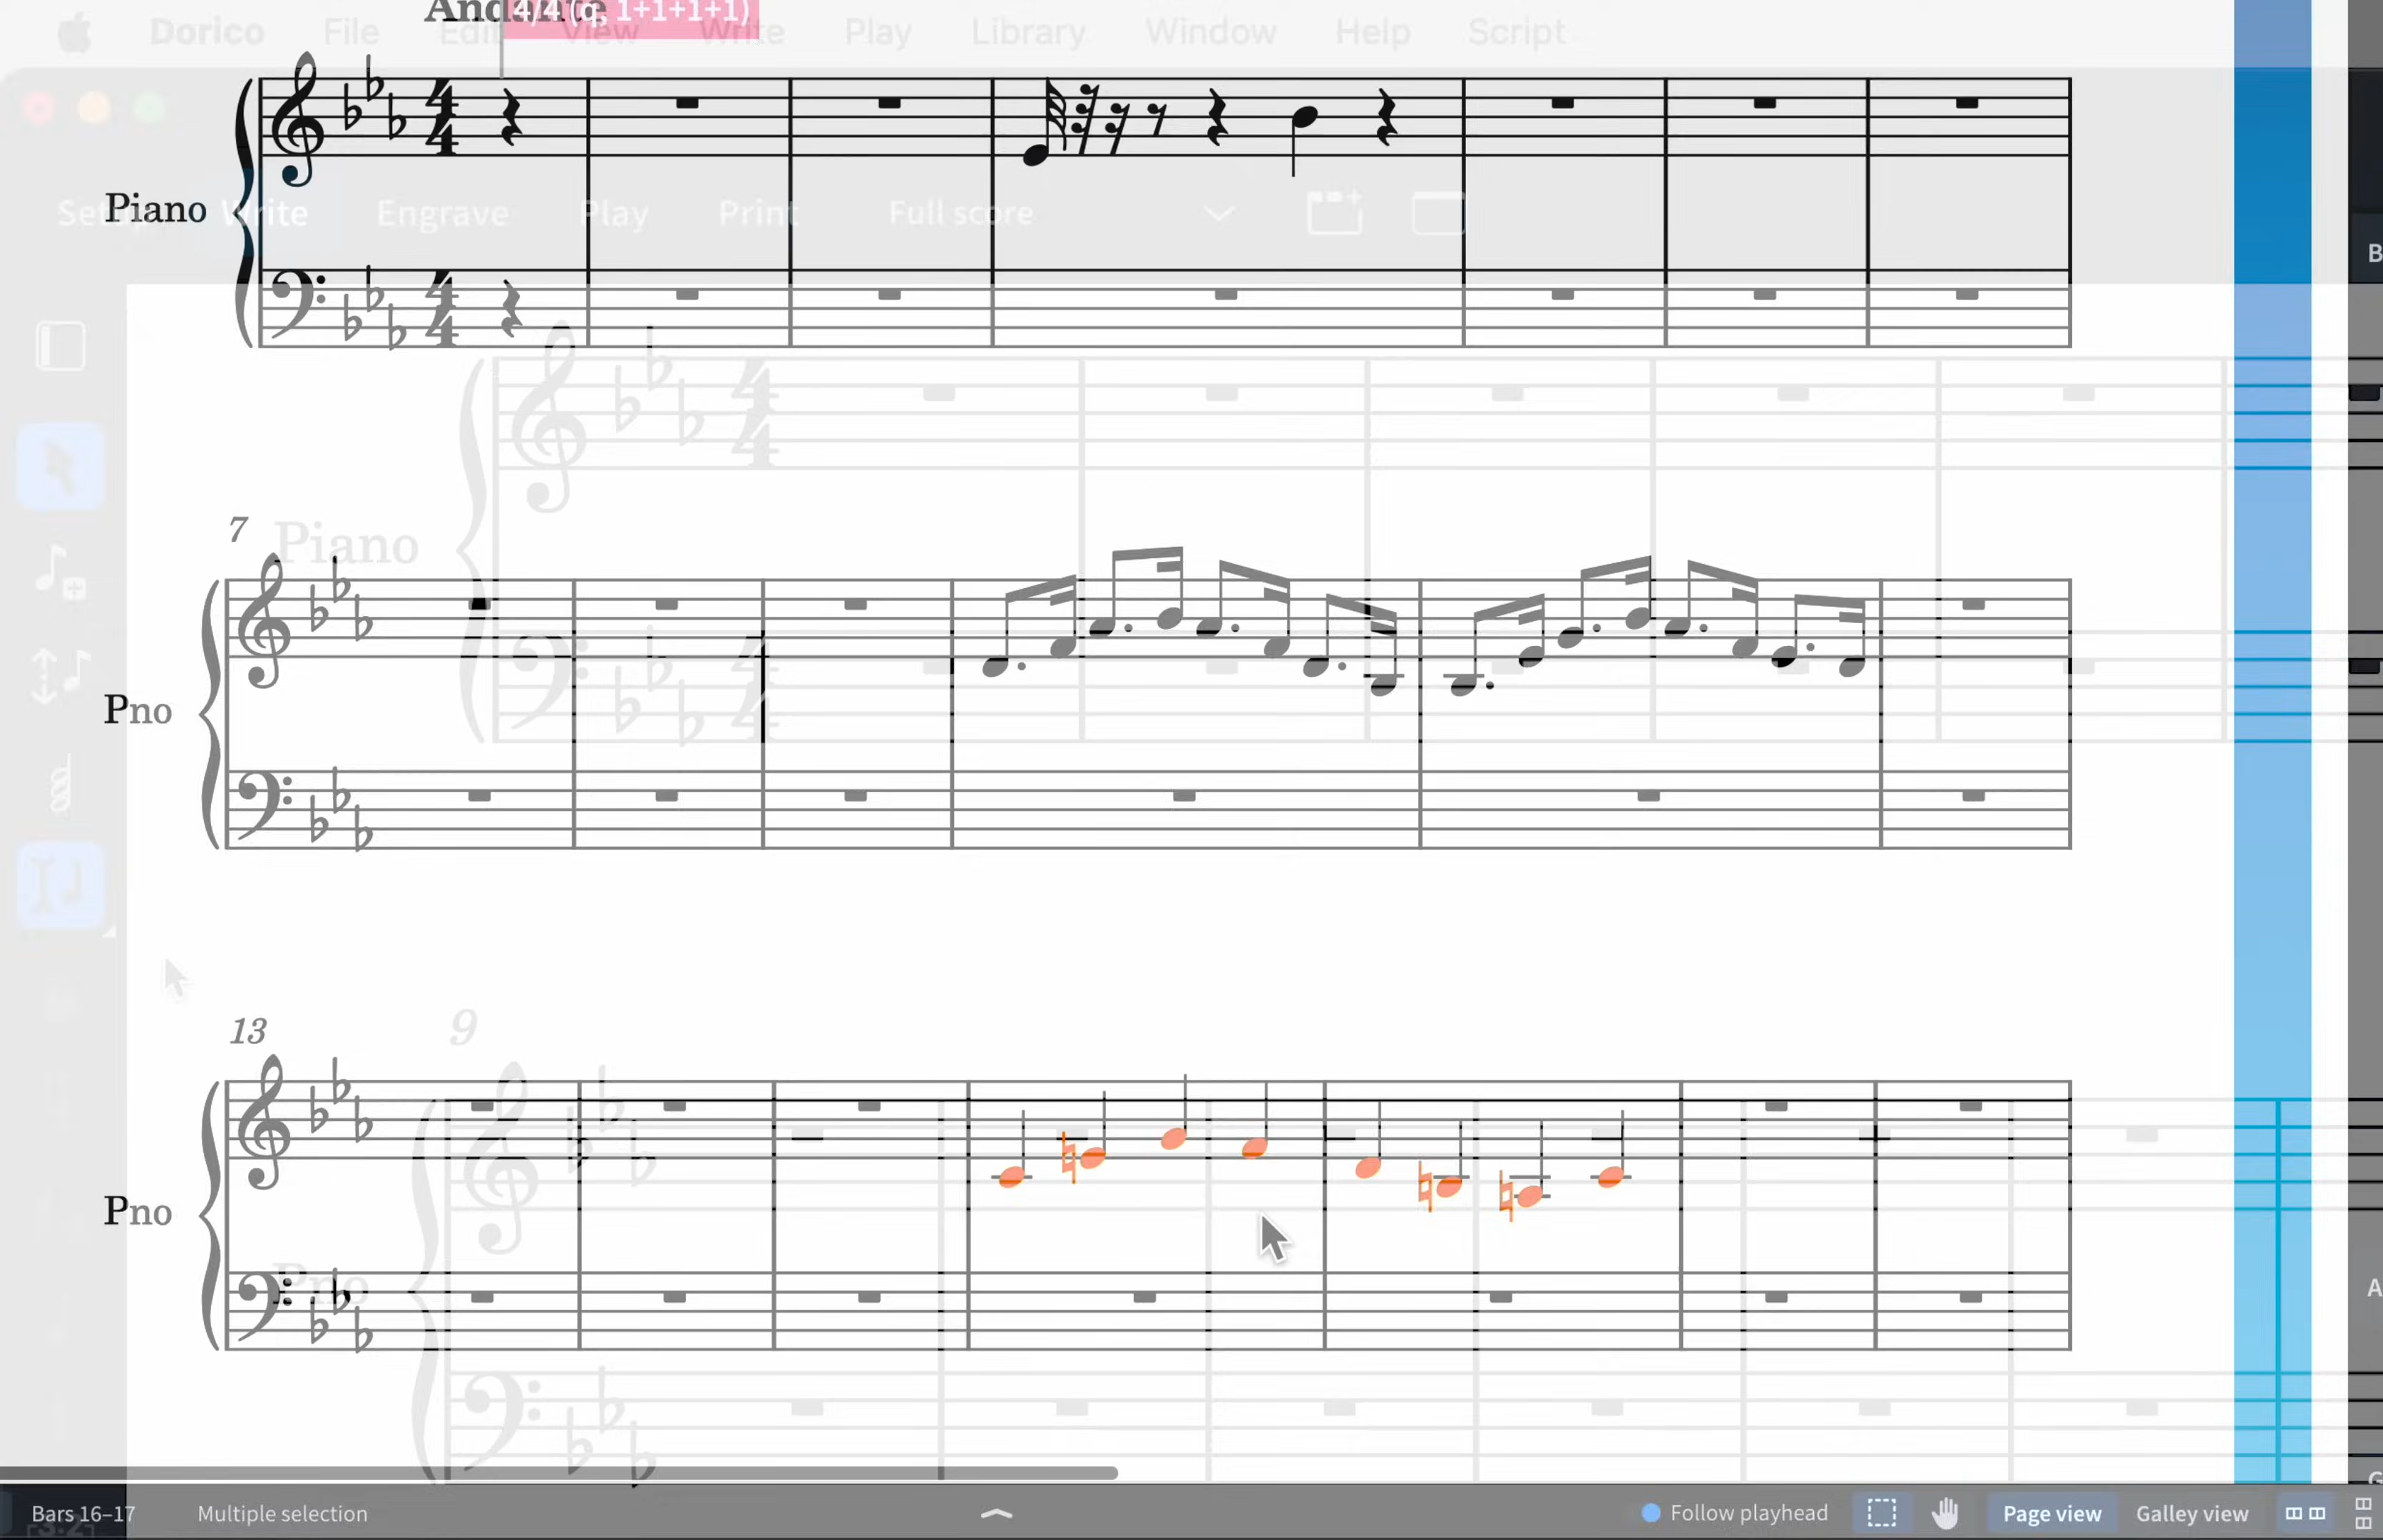 Andante
4/4 (q, 1+1+1+1)
Dorico File Edit View Write Play Library Window Help Script
Piano
Setup Write Engrave Play Print Full score
B
Piano
7
Pno
13
9
Pno
Pno
A
Bars 16–17 Multiple selection Follow playhead Page view Galley view